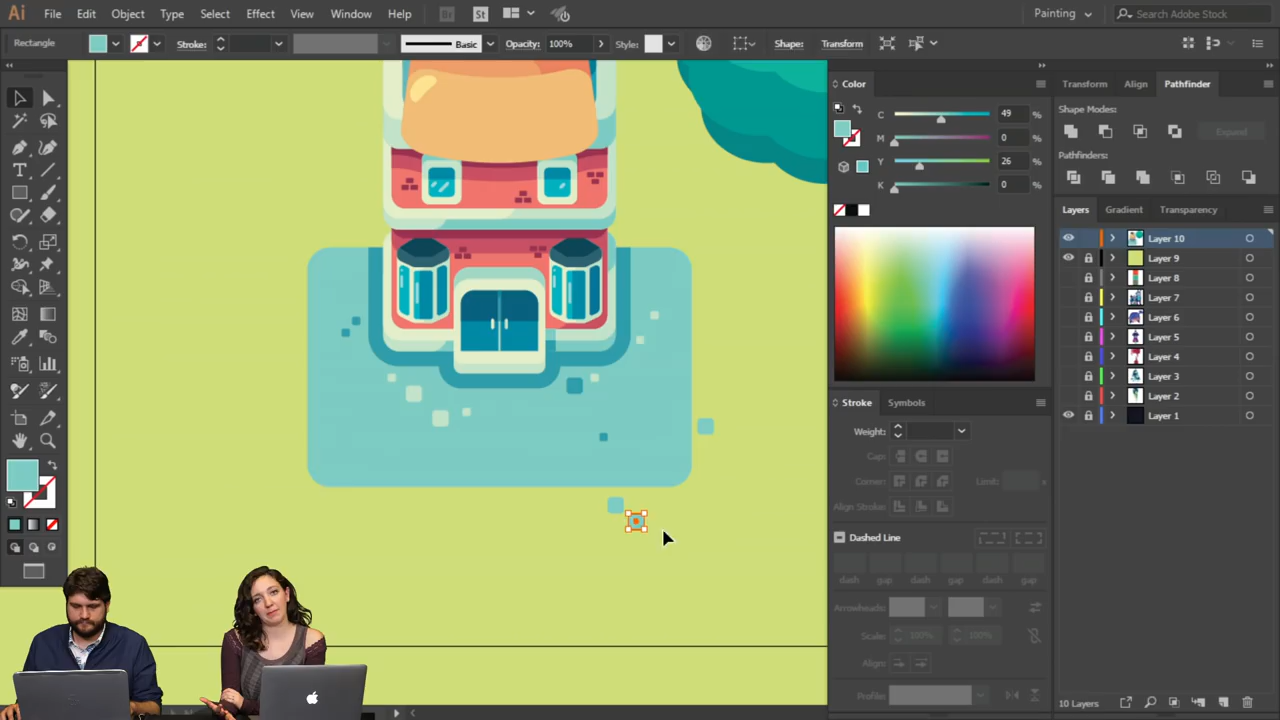 Ai File Edit Object Type Select Effect View Window Help Br St Painting Search Adobe Stock
Rectangle Stroke: Basic Opacity: 100% Style: Shape: Transform
Color
C 49 %
M 0 %
Y 26 %
K 0 %
Transform Align Pathfinder
Shape Modes:
Expand
Pathfinders:
Layers Gradient Transparency
Layer 10
Layer 9
Layer 8
Layer 7
Layer 6
Layer 5
Layer 4
Layer 3
Layer 2
Layer 1
10 Layers
Stroke Symbols
Weight:
Cap:
Corner: Limit: x
Align Stroke:
Dashed Line
dash gap dash gap dash gap
Arrowheads:
Scale: 100% 100%
Align:
Profile: